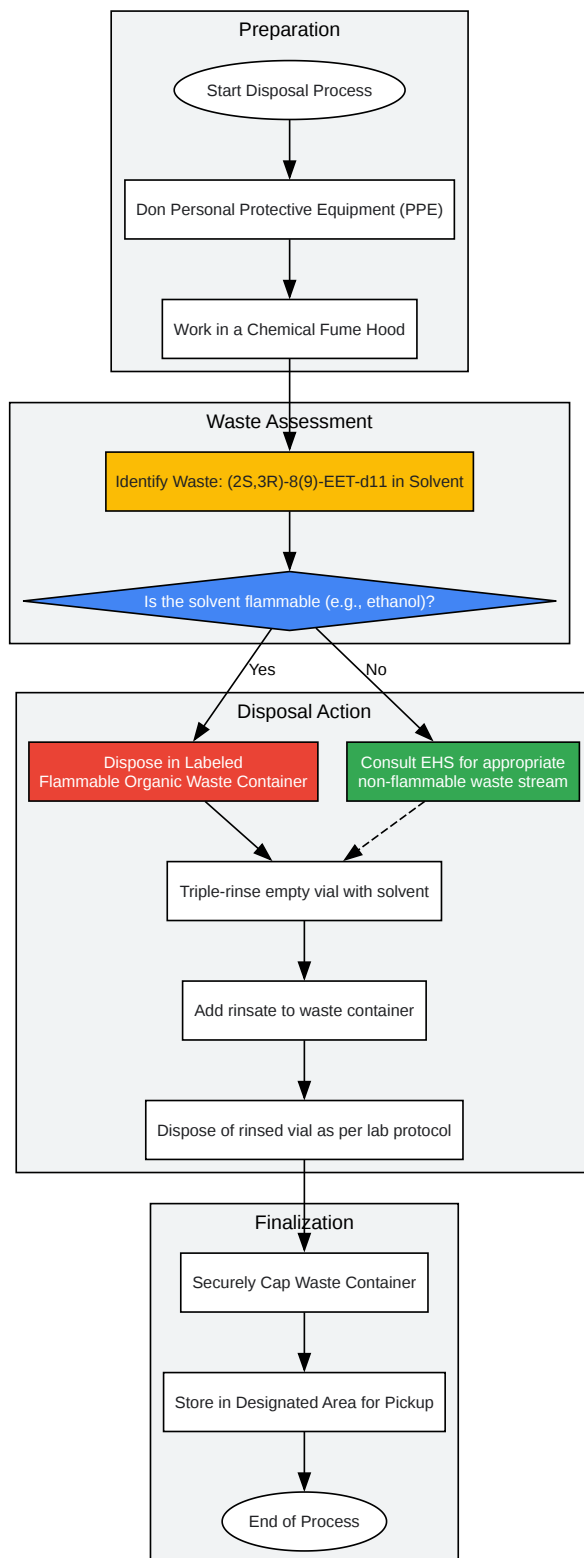 Preparation
Start Disposal Process
Don Personal Protective Equipment (PPE)
Work in a Chemical Fume Hood
Waste Assessment
Identify Waste: (2S,3R)-8(9)-EET-d11 in Solvent
Is the solvent flammable (e.g., ethanol)?
Yes
No
Disposal Action
Dispose in Labeled
Flammable Organic Waste Container
Consult EHS for appropriate
non-flammable waste stream
Triple-rinse empty vial with solvent
Add rinsate to waste container
Dispose of rinsed vial as per lab protocol
Finalization
Securely Cap Waste Container
Store in Designated Area for Pickup
End of Process